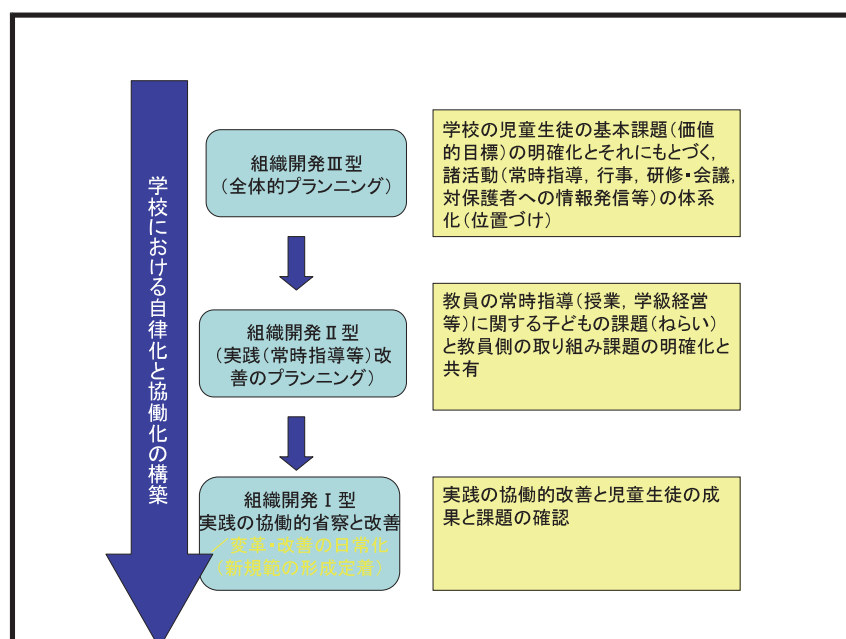 学校における自律化と協働化の構築
組織開発Ⅲ型
(全体的プランニング)
学校の児童生徒の基本課題(価値
的目標)の明確化とそれにもとづく,
諸活動(常時指導, 行事, 研修・会議,
対保護者への情報発信等)の体系
化(位置づけ)
組織開発Ⅱ型
(実践(常時指導等)改
善のプランニング)
教員の常時指導(授業, 学級経営
等)に関する子どもの課題(ねらい)
と教員側の取り組み課題の明確化と
共有
組織開発Ⅰ型
実践の協働的省察と改善
/変革・改善の日常化
(新規範の形成定着)
実践の協働的改善と児童生徒の成
果と課題の確認